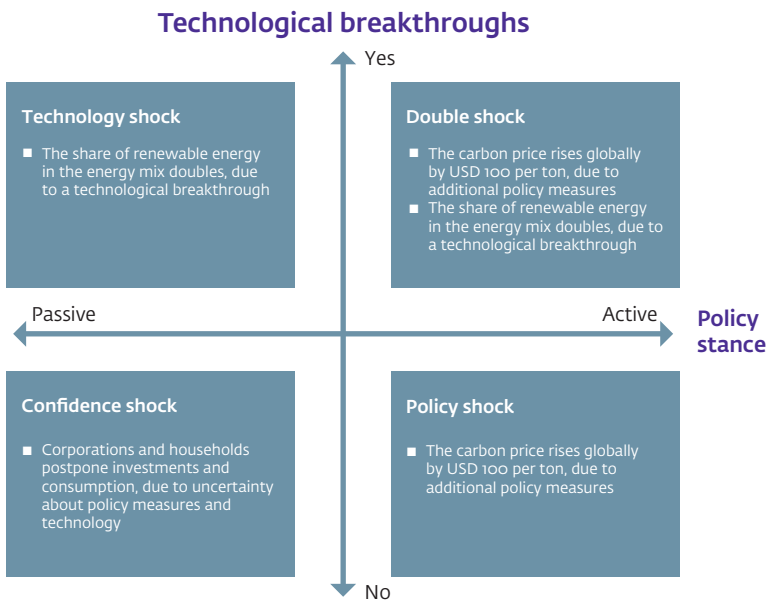 Technological breakthroughs
Yes
Technology shock
■ The share of renewable energy
in the energy mix doubles, due
to a technological breakthrough
Double shock
■ The carbon price rises globally
by USD 100 per ton, due to
additional policy measures
■ The share of renewable energy
in the energy mix doubles, due to
a technological breakthrough
Passive
Active
Policy
stance
Confidence shock
■ Corporations and households
postpone investments and
consumption, due to uncertainty
about policy measures and
technology
Policy shock
■ The carbon price rises globally
by USD 100 per ton, due to
additional policy measures
No